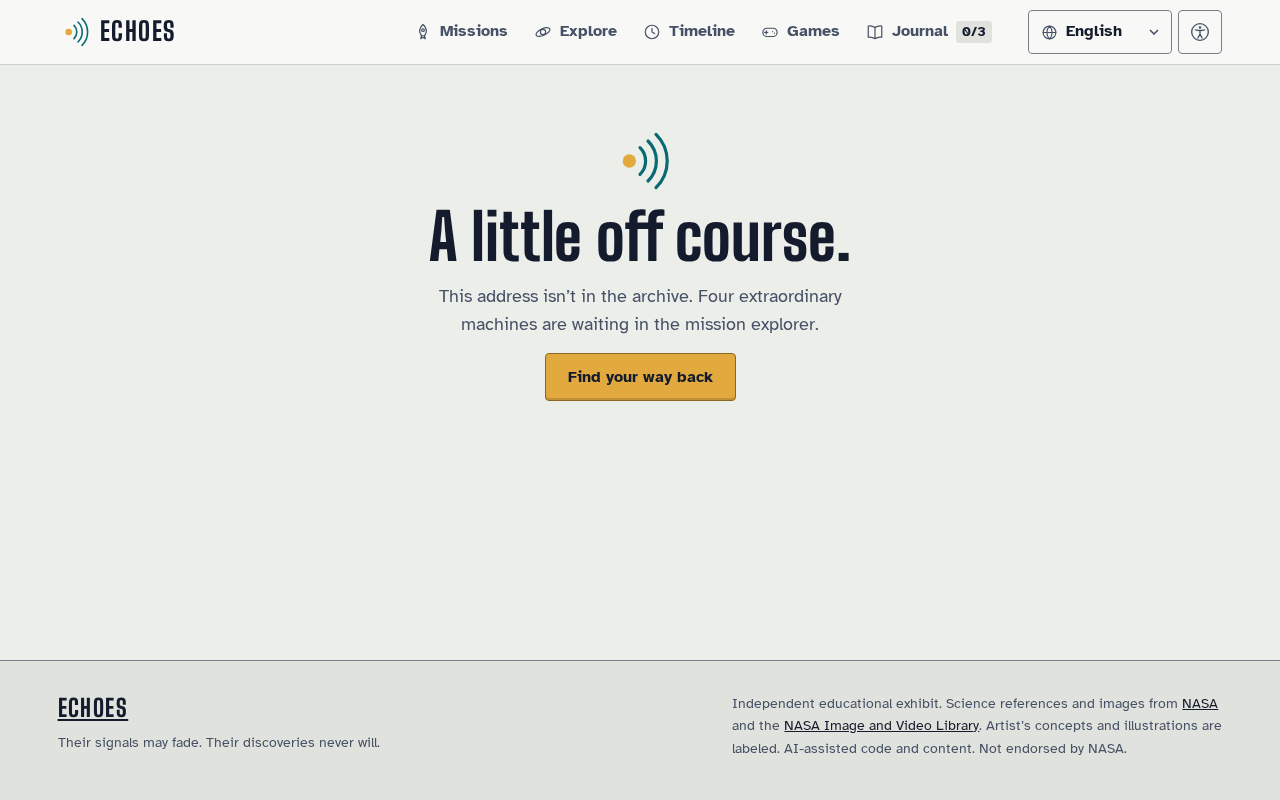 ECHOES
Missions
Explore
Timeline
Games
Journal 0/3
English
A little off course.
This address isn’t in the archive. Four extraordinary
machines are waiting in the mission explorer.
Find your way back
ECHOES
Their signals may fade. Their discoveries never will.
Independent educational exhibit. Science references and images from NASA
and the NASA Image and Video Library. Artist’s concepts and illustrations are
labeled. AI-assisted code and content. Not endorsed by NASA.